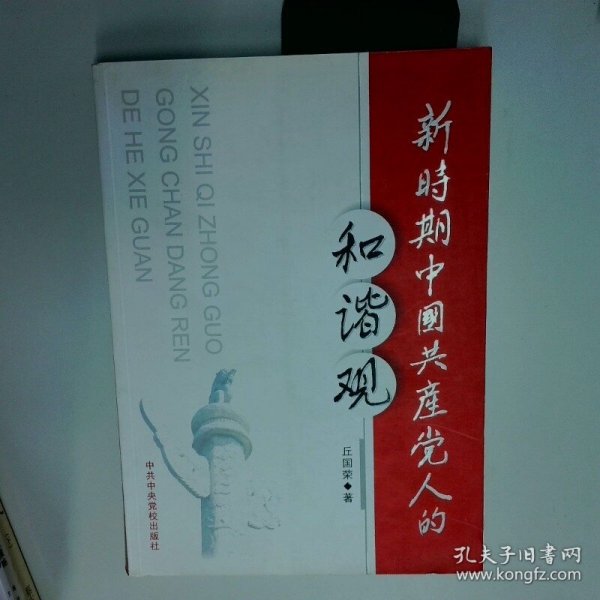 新時期中國共產党人的
和谐观
丘国荣◆著
XIN SHI QI ZHONG GUO
GONG CHAN DANG REN
DE HE XIE GUAN
中共中央党校出版社
孔夫子旧书网
www.kongfz.com